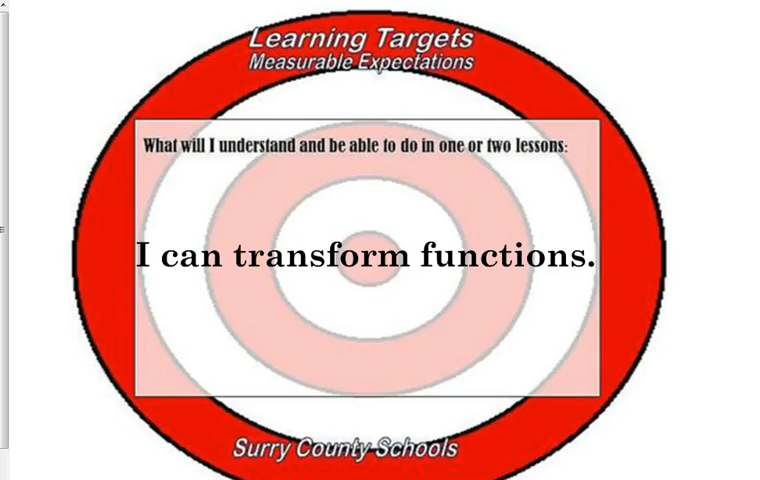 Learning Targets
Measurable Expectations
What will I understand and be able to do in one or two lessons:
I can transform functions.
Surry County Schools